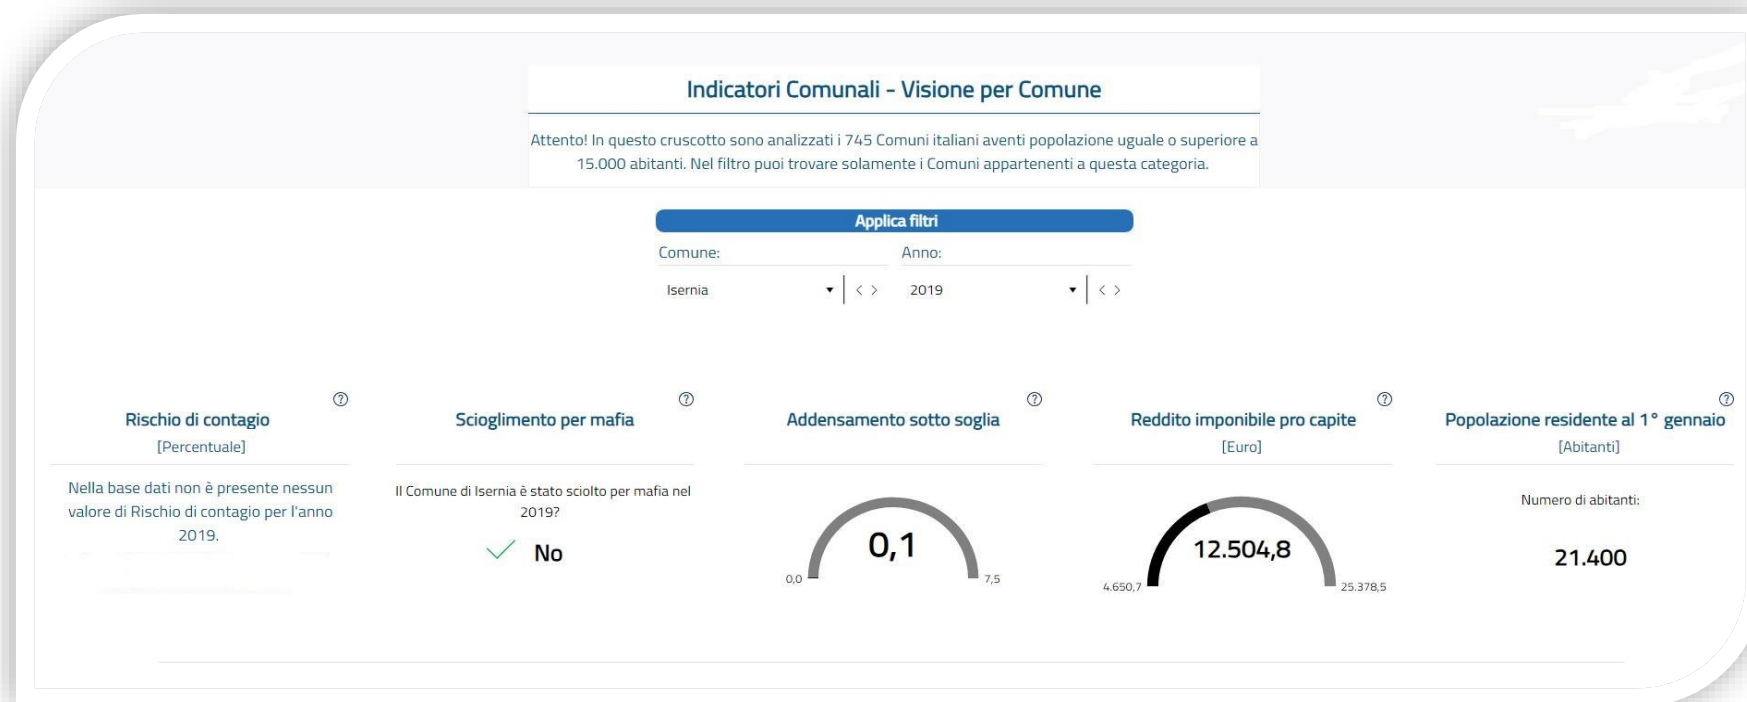 Indicatori Comunali - Visione per Comune
Attento! In questo cruscotto sono analizzati i 745 Comuni italiani aventi popolazione uguale o superiore a
15.000 abitanti. Nel filtro puoi trovare solamente i Comuni appartenenti a questa categoria.
Applica filtri
Comune: Anno:
Isernia 2019
Rischio di contagio
[Percentuale]
Nella base dati non è presente nessun
valore di Rischio di contagio per l'anno
2019.
Scioglimento per mafia
Il Comune di Isernia è stato sciolto per mafia nel
2019?
No
Addensamento sotto soglia
0,1
0,0 7,5
Reddito imponibile pro capite
[Euro]
12.504,8
4.650,7 25.378,5
Popolazione residente al 1° gennaio
[Abitanti]
Numero di abitanti:
21.400